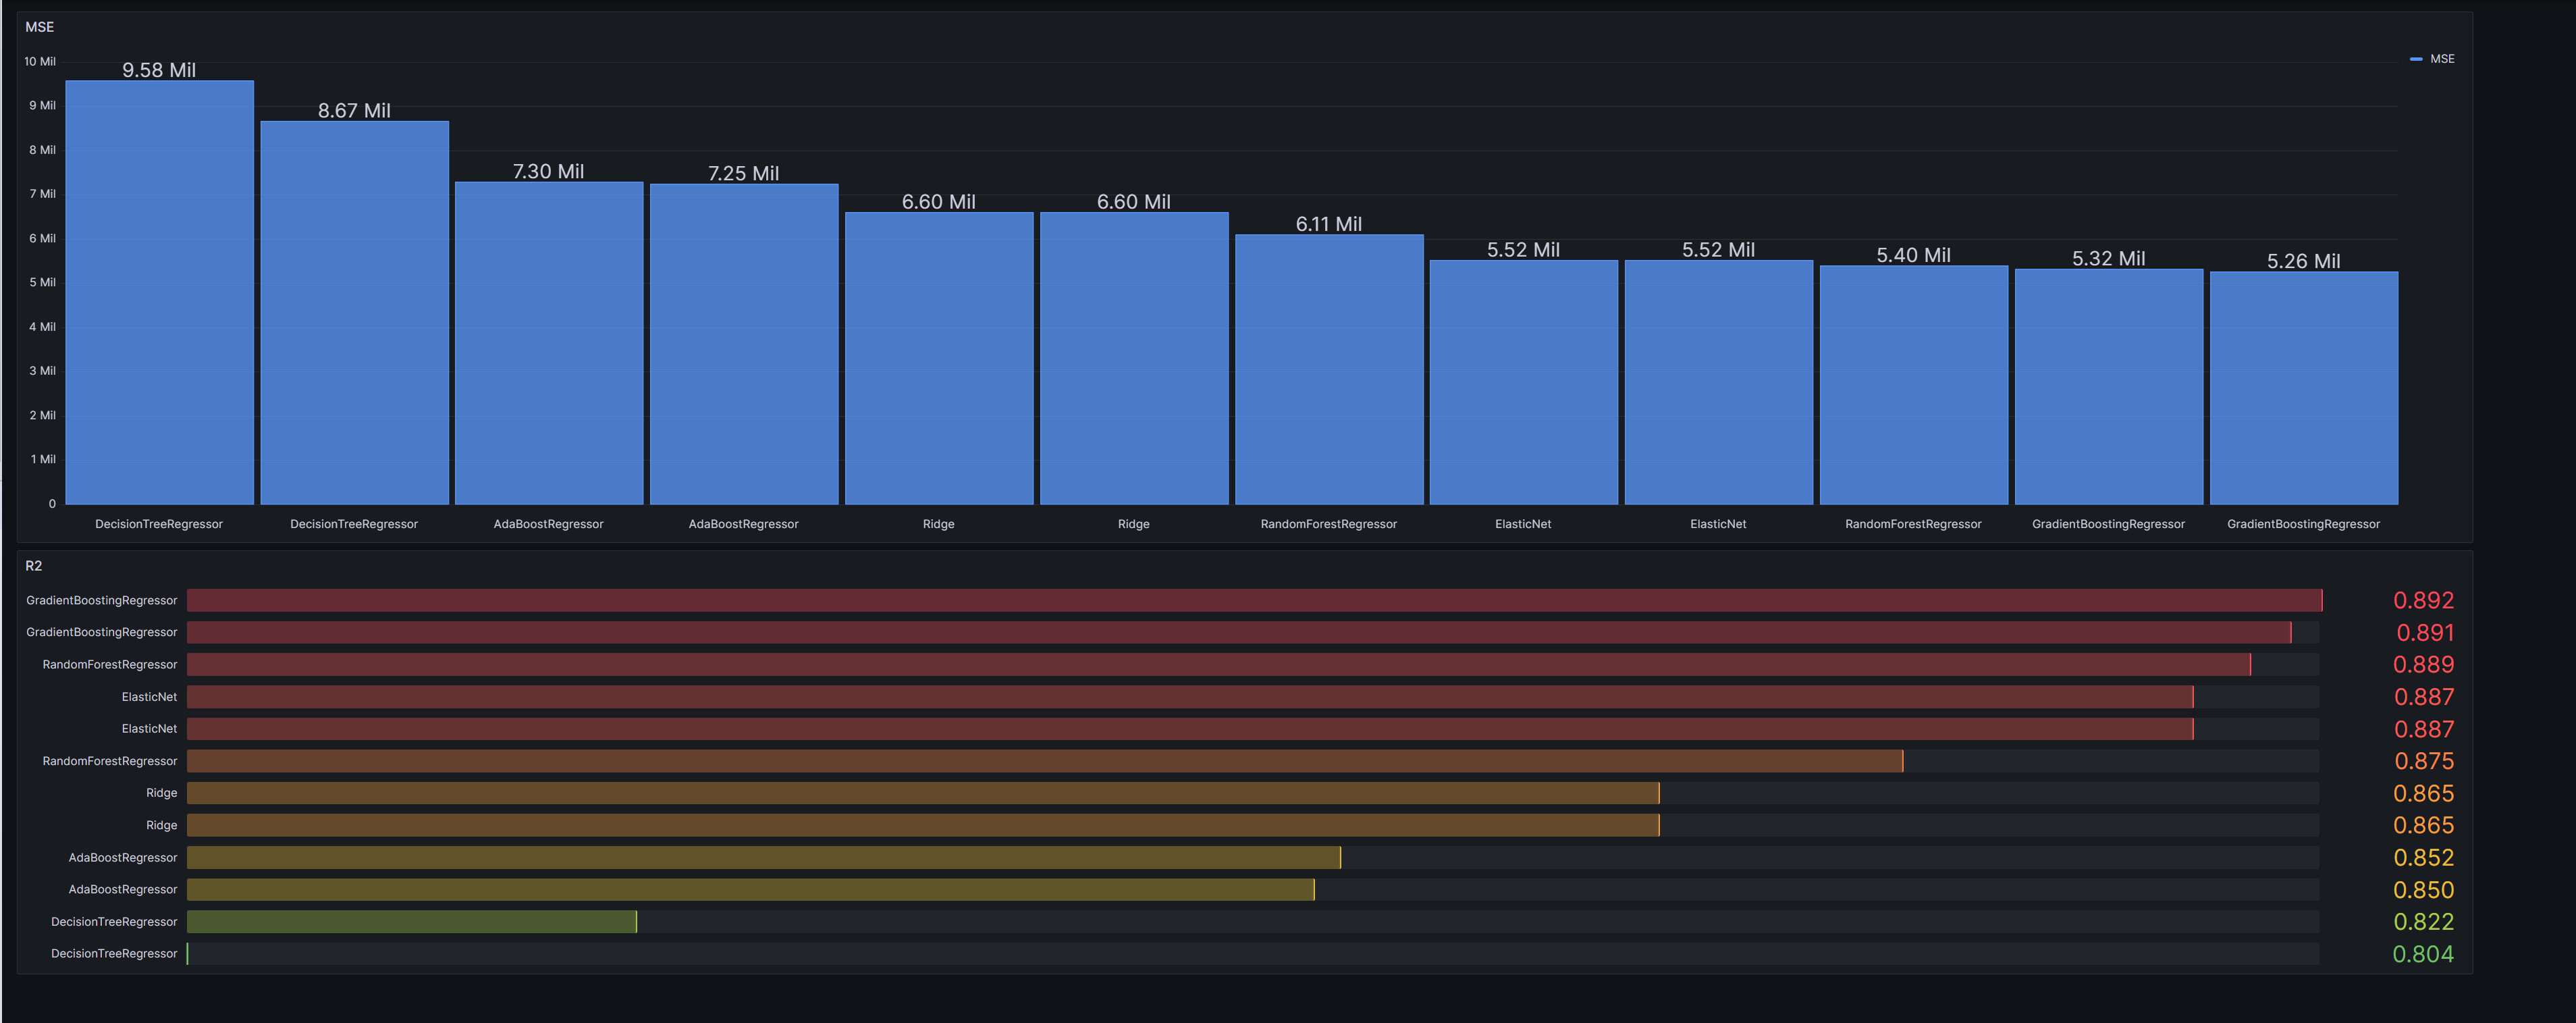 MSE
MSE
10 Mil
9 Mil
8 Mil
7 Mil
6 Mil
5 Mil
4 Mil
3 Mil
2 Mil
1 Mil
0
9.58 Mil
8.67 Mil
7.30 Mil
7.25 Mil
6.60 Mil
6.60 Mil
6.11 Mil
5.52 Mil
5.52 Mil
5.40 Mil
5.32 Mil
5.26 Mil
DecisionTreeRegressor
DecisionTreeRegressor
AdaBoostRegressor
AdaBoostRegressor
Ridge
Ridge
RandomForestRegressor
ElasticNet
ElasticNet
RandomForestRegressor
GradientBoostingRegressor
GradientBoostingRegressor
R2
GradientBoostingRegressor 0.892
GradientBoostingRegressor 0.891
RandomForestRegressor 0.889
ElasticNet 0.887
ElasticNet 0.887
RandomForestRegressor 0.875
Ridge 0.865
Ridge 0.865
AdaBoostRegressor 0.852
AdaBoostRegressor 0.850
DecisionTreeRegressor 0.822
DecisionTreeRegressor 0.804